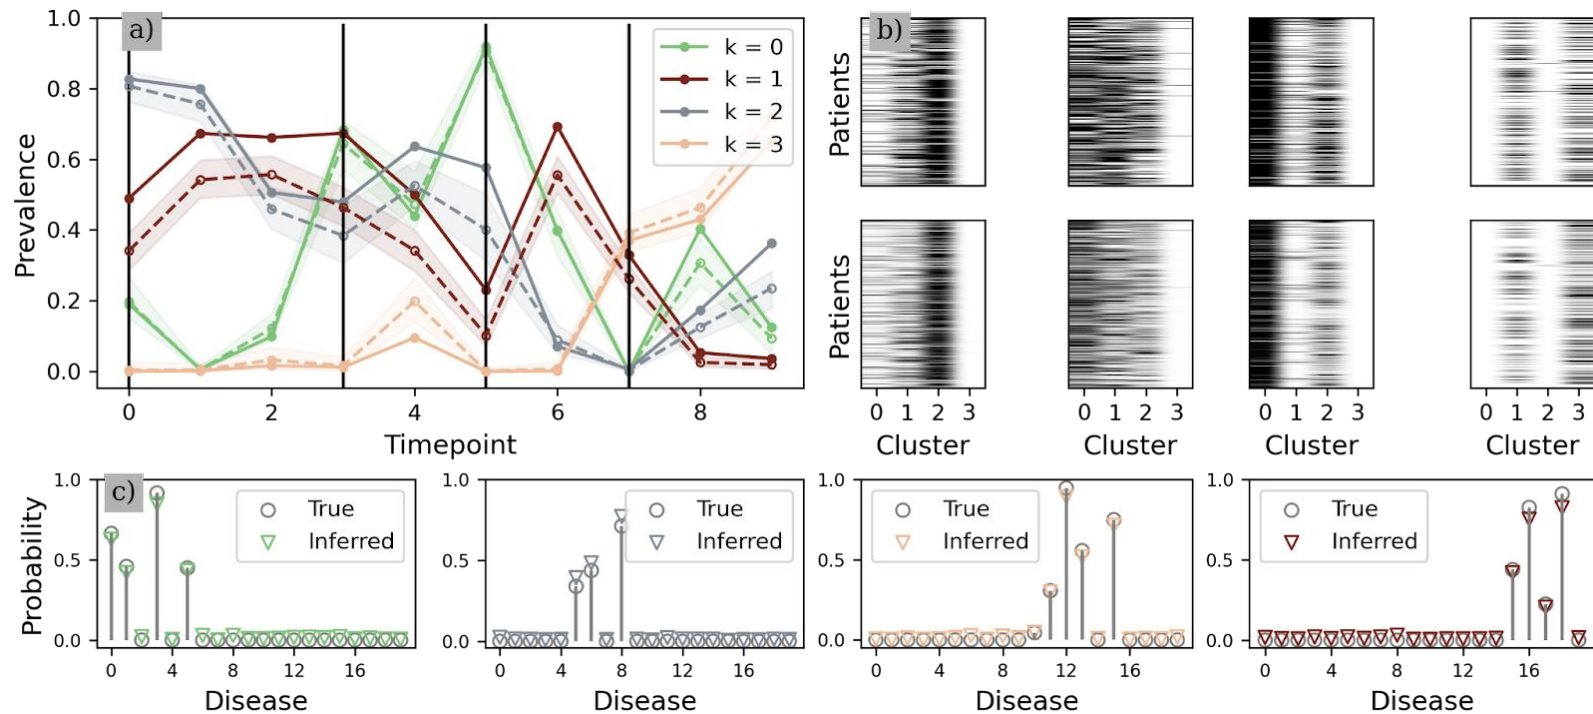 a)
1.0
0.8
0.6
0.4
0.2
0.0
Prevalence
k = 0
k = 1
k = 2
k = 3
0 2 4 6 8
Timepoint
b)
Patients
Patients
0 1 2 3
0 1 2 3
0 1 2 3
0 1 2 3
Cluster
Cluster
Cluster
Cluster
c)
Probability
1.0
0.5
0.0
True
Inferred
0 4 8 12 16
Disease
1.0
0.5
0.0
True
Inferred
0 4 8 12 16
Disease
1.0
0.5
0.0
True
Inferred
0 4 8 12 16
Disease
1.0
0.5
0.0
True
Inferred
0 4 8 12 16
Disease